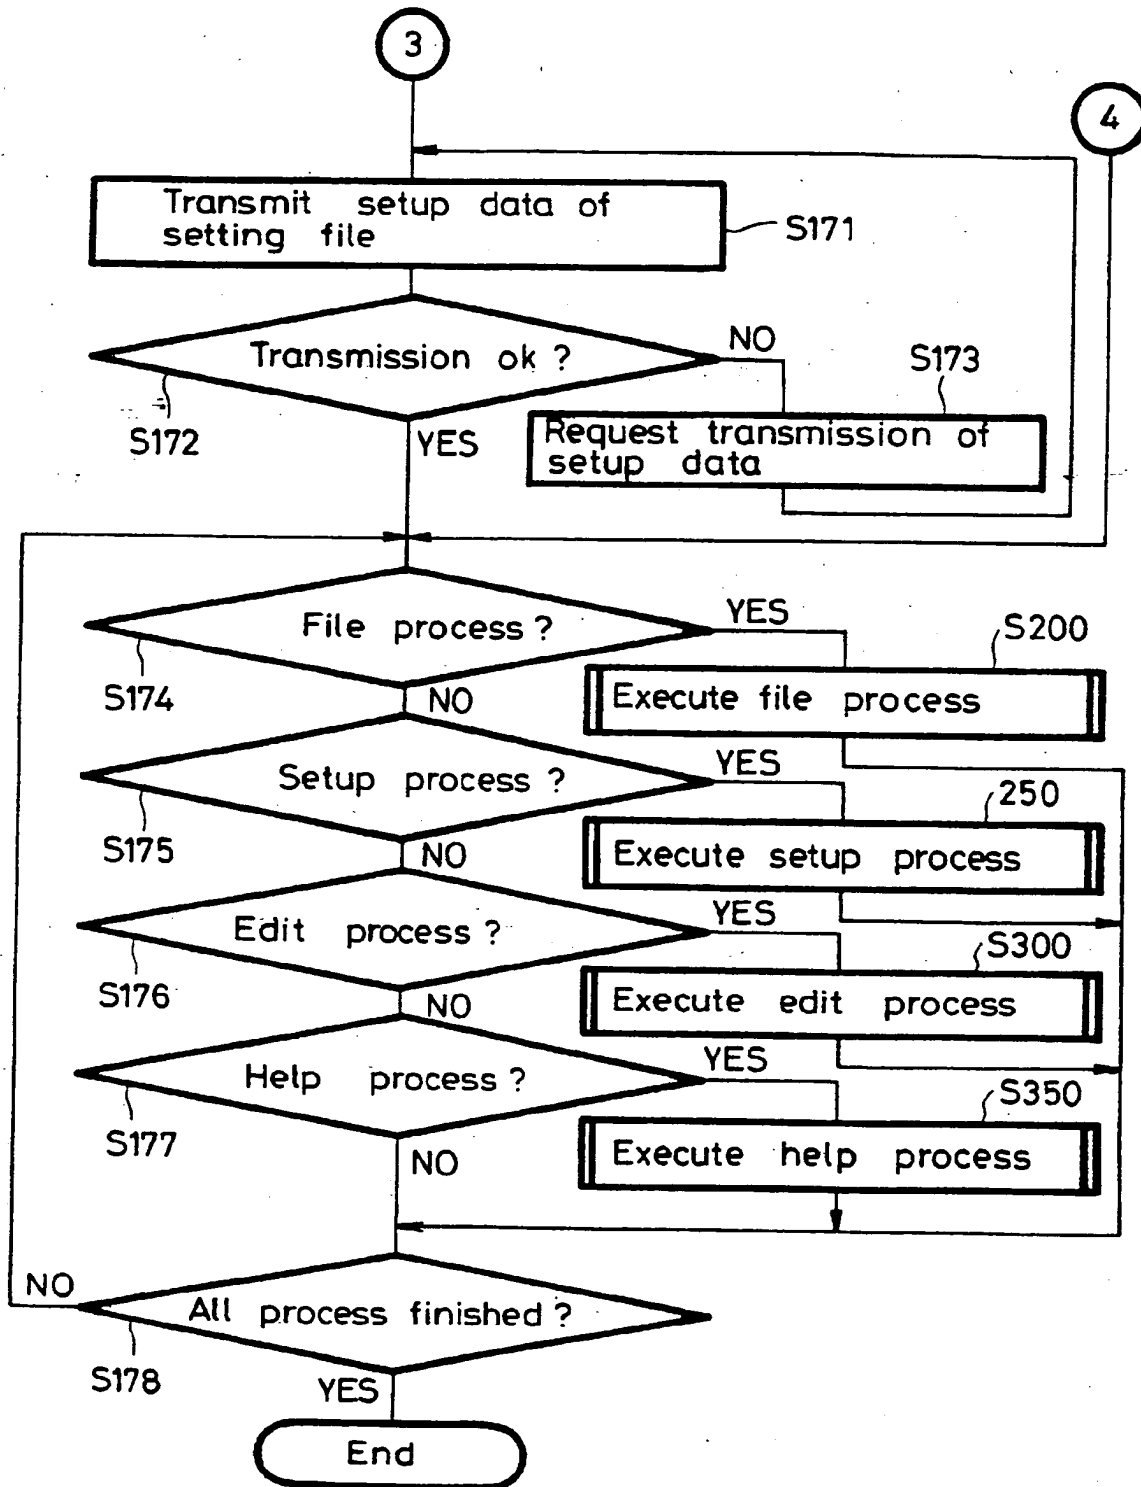 3
4
Transmit setup data of
setting file
S171
Transmission ok ?
NO
S173
S172
YES
Request transmission of
setup data
File process ?
YES
S200
S174
NO
Execute file process
Setup process ?
YES
250
S175
NO
Execute setup process
Edit process ?
YES
S300
S176
NO
Execute edit process
Help process ?
YES
S350
S177
NO
Execute help process
NO
All process finished ?
S178
YES
End